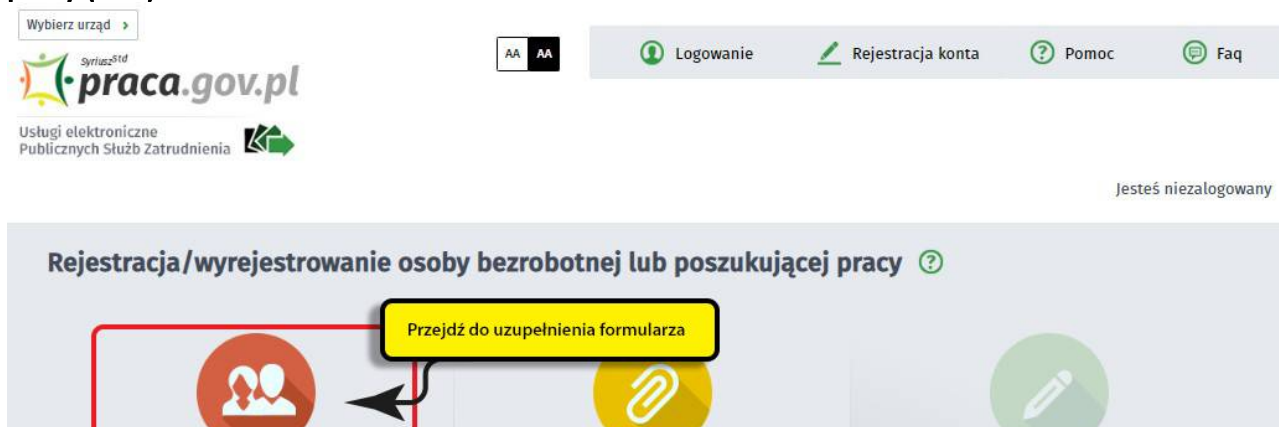 Wybierz urząd >
AA AA
Logowanie
Rejestracja konta
Pomoc
Faq
SyriuszStd
praca.gov.pl
Usługi elektroniczne
Publicznych Służb Zatrudnienia
Jesteś niezalogowany
Rejestracja/wyrejestrowanie osoby bezrobotnej lub poszukującej pracy ?
Przejdź do uzupełnienia formularza